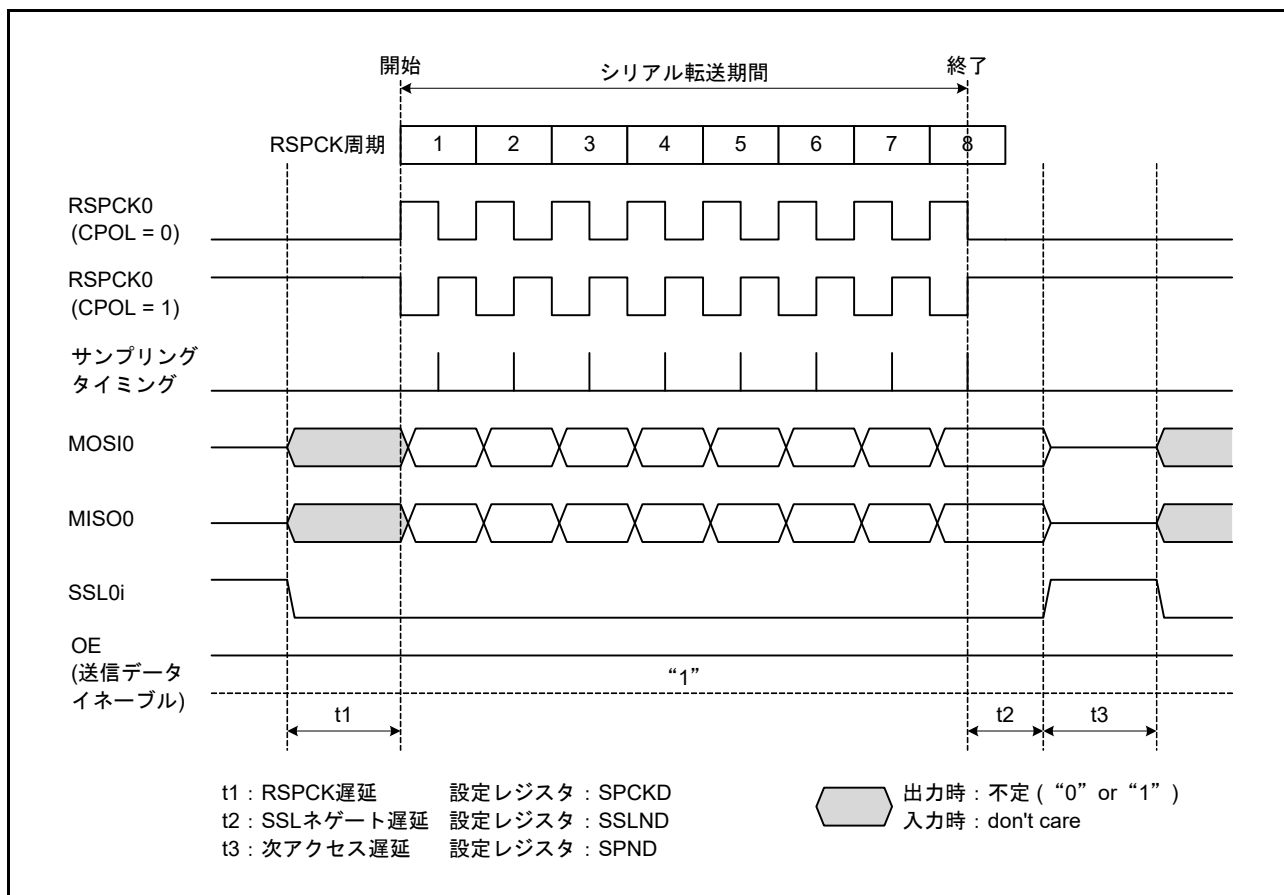 開始 シリアル転送期間 終了
RSPCK周期 1 2 3 4 5 6 7 8
RSPCK0
(CPOL = 0)
RSPCK0
(CPOL = 1)
サンプリング
タイミング
MOSI0
MISO0
SSL0i
OE
(送信データ
イネーブル)
“1”
t1 t2 t3
t1：RSPCK遅延 設定レジスタ：SPCKD
t2：SSLネゲート遅延 設定レジスタ：SSLND
t3：次アクセス遅延 設定レジスタ：SPND
出力時：不定 (“0” or “1”)
入力時：don't care